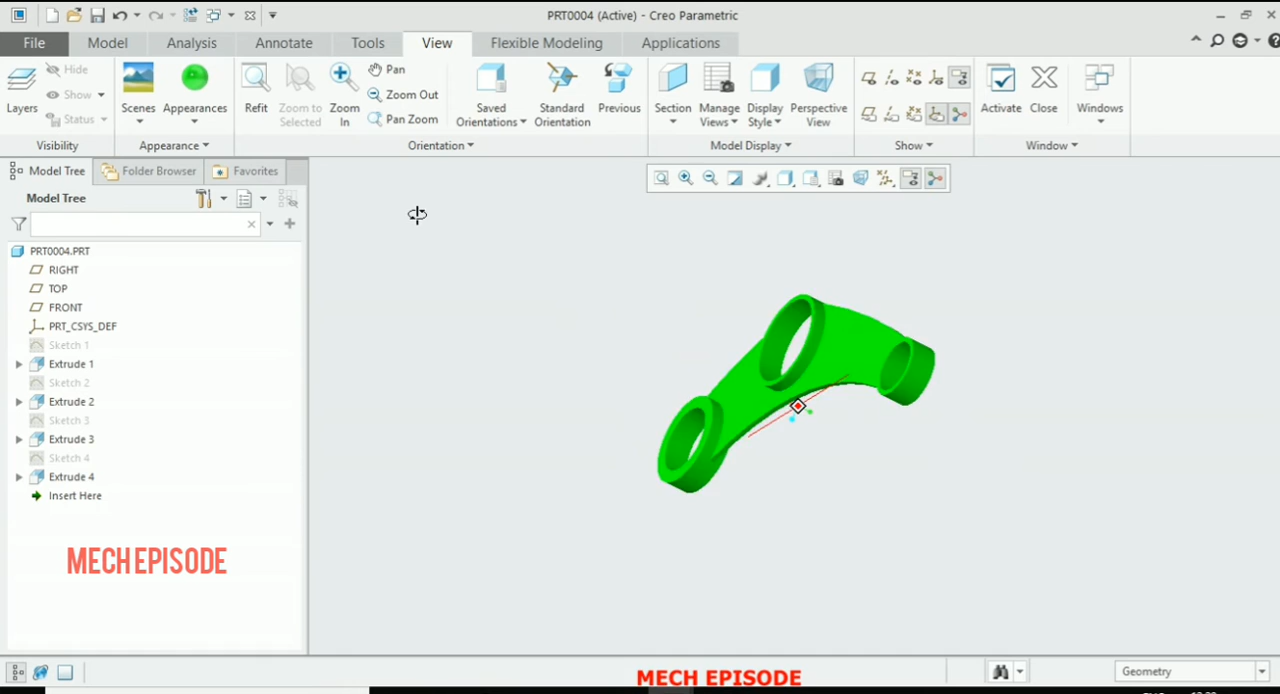 PRT0004 (Active) - Creo Parametric
File Model Analysis Annotate Tools View Flexible Modeling Applications
Layers
Hide
Show
Status
Visibility
Scenes
Appearances
Appearance
Refit
Zoom to Selected
Zoom In
Pan
Zoom Out
Pan Zoom
Saved Orientations
Standard Orientation
Previous
Orientation
Section
Manage Views
Display Style
Perspective View
Model Display
Show
Activate
Close
Windows
Window
Model Tree Folder Browser Favorites
Model Tree
PRT0004.PRT
RIGHT
TOP
FRONT
PRT_CSYS_DEF
Sketch 1
Extrude 1
Sketch 2
Extrude 2
Sketch 3
Extrude 3
Sketch 4
Extrude 4
Insert Here
MECH EPISODE
MECH EPISODE
Geometry